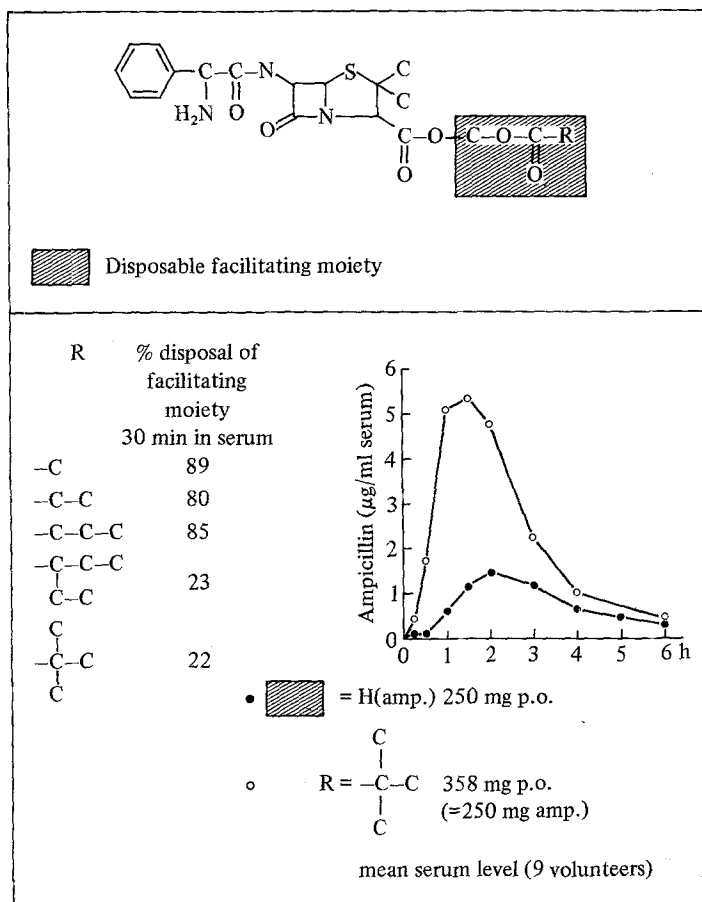 C–C–N
S
C
C
H₂N
O
O
N
C–O–C–O–C–R
O
O
Disposable facilitating moiety
R % disposal of
facilitating
moiety
30 min in serum
–C 89
–C–C 80
–C–C–C 85
–C–C–C
C–C
23
C
–C–C 22
C
Ampicillin (µg/ml serum)
6
5
4
3
2
1
0
0 1 2 3 4 5 6 h
• = H(amp.) 250 mg p.o.
C
○ R = –C–C 358 mg p.o.
C (=250 mg amp.)
mean serum level (9 volunteers)